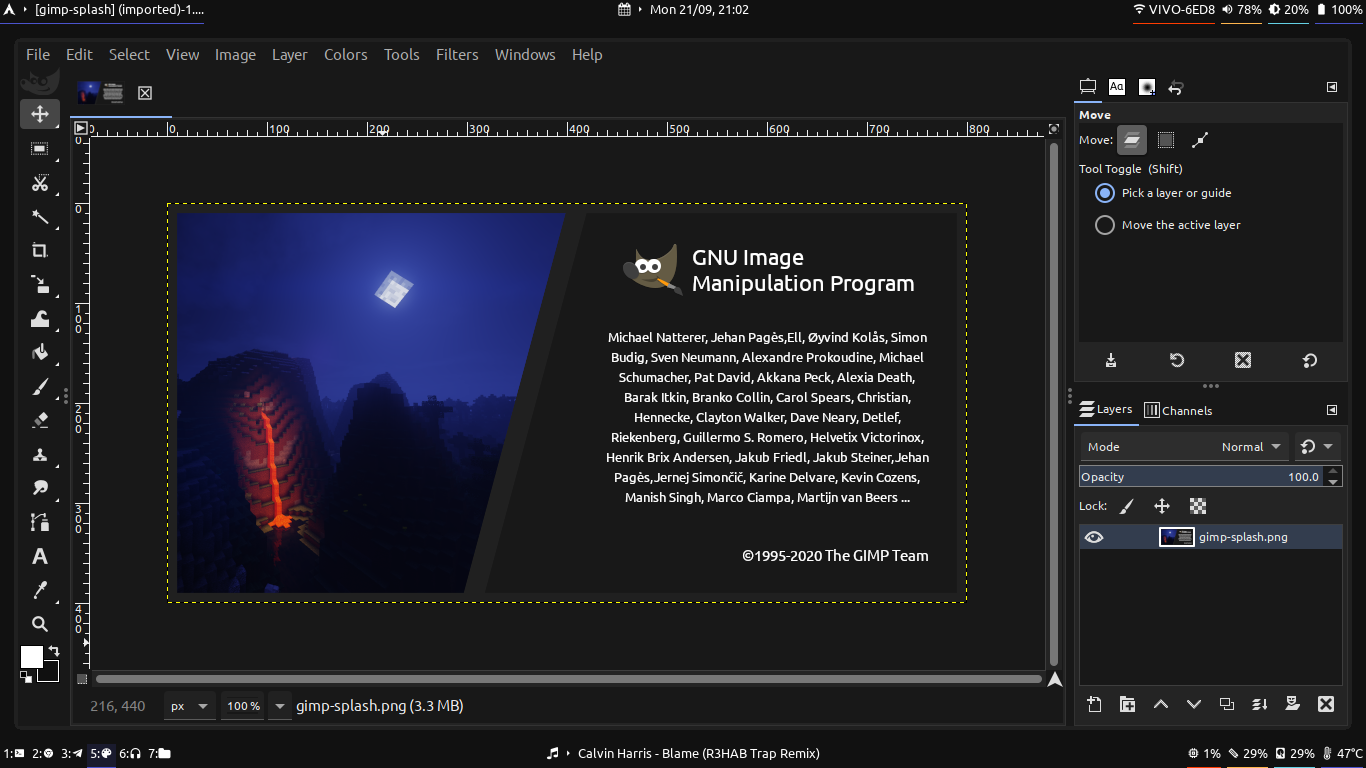 [gimp-splash] (imported)-1....
Mon 21/09, 21:02
VIVO-6ED8 78% 20% 100%
File Edit Select View Image Layer Colors Tools Filters Windows Help
Aa
0 100 200 300 400 500 600 700 800
0
0
100
200
300
400
GNU Image
Manipulation Program
Michael Natterer, Jehan Pagès,Ell, Øyvind Kolås, Simon
Budig, Sven Neumann, Alexandre Prokoudine, Michael
Schumacher, Pat David, Akkana Peck, Alexia Death,
Barak Itkin, Branko Collin, Carol Spears, Christian,
Hennecke, Clayton Walker, Dave Neary, Detlef,
Riekenberg, Guillermo S. Romero, Helvetix Victorinox,
Henrik Brix Andersen, Jakub Friedl, Jakub Steiner,Jehan
Pagès,Jernej Simončič, Karine Delvare, Kevin Cozens,
Manish Singh, Marco Ciampa, Martijn van Beers ...
©1995-2020 The GIMP Team
Move
Move:
Tool Toggle (Shift)
Pick a layer or guide
Move the active layer
Layers Channels
Mode Normal
Opacity 100.0
Lock:
gimp-splash.png
216, 440 px 100 % gimp-splash.png (3.3 MB)
1: 2: 3: 5: 6: 7:
Calvin Harris - Blame (R3HAB Trap Remix)
1% 29% 29% 47°C